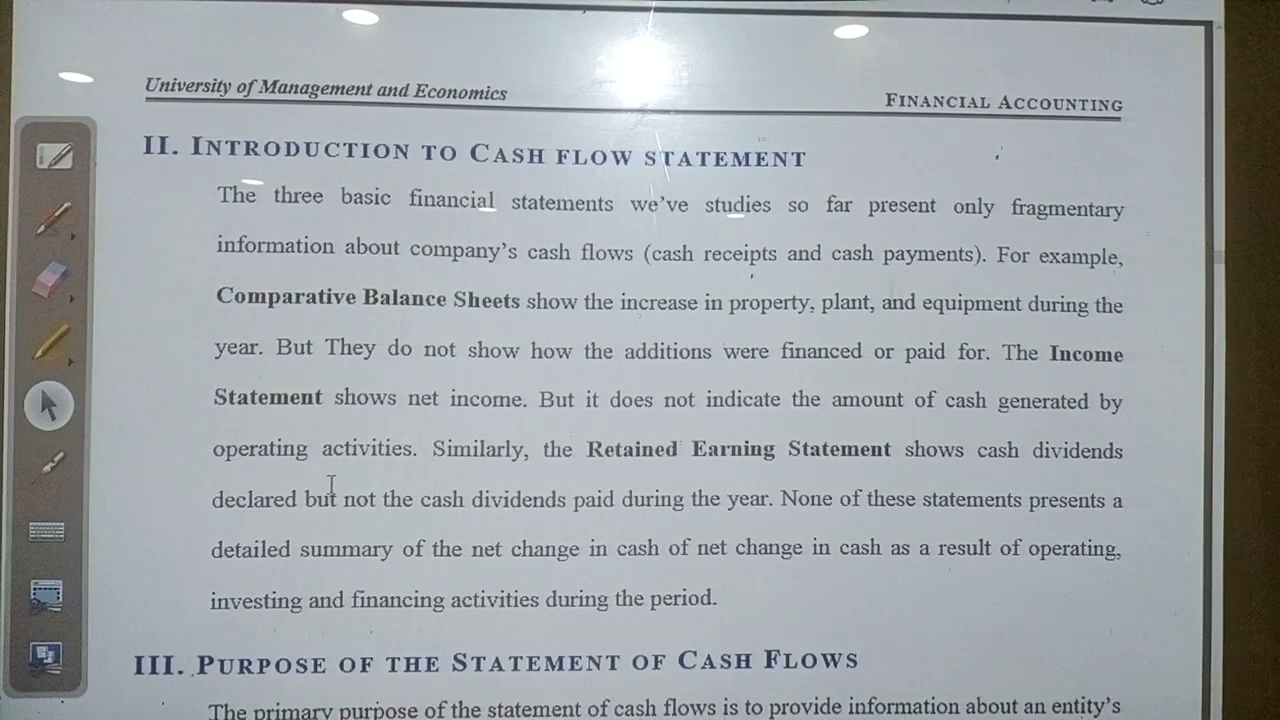 University of Management and Economics
FINANCIAL ACCOUNTING
II. INTRODUCTION TO CASH FLOW STATEMENT
The three basic financial statements we've studies so far present only fragmentary
information about company's cash flows (cash receipts and cash payments). For example,
Comparative Balance Sheets show the increase in property, plant, and equipment during the
year. But They do not show how the additions were financed or paid for. The Income
Statement shows net income. But it does not indicate the amount of cash generated by
operating activities. Similarly, the Retained Earning Statement shows cash dividends
declared but not the cash dividends paid during the year. None of these statements presents a
detailed summary of the net change in cash of net change in cash as a result of operating,
investing and financing activities during the period.
III. PURPOSE OF THE STATEMENT OF CASH FLOWS
The primary purpose of the statement of cash flows is to provide information about an entity's